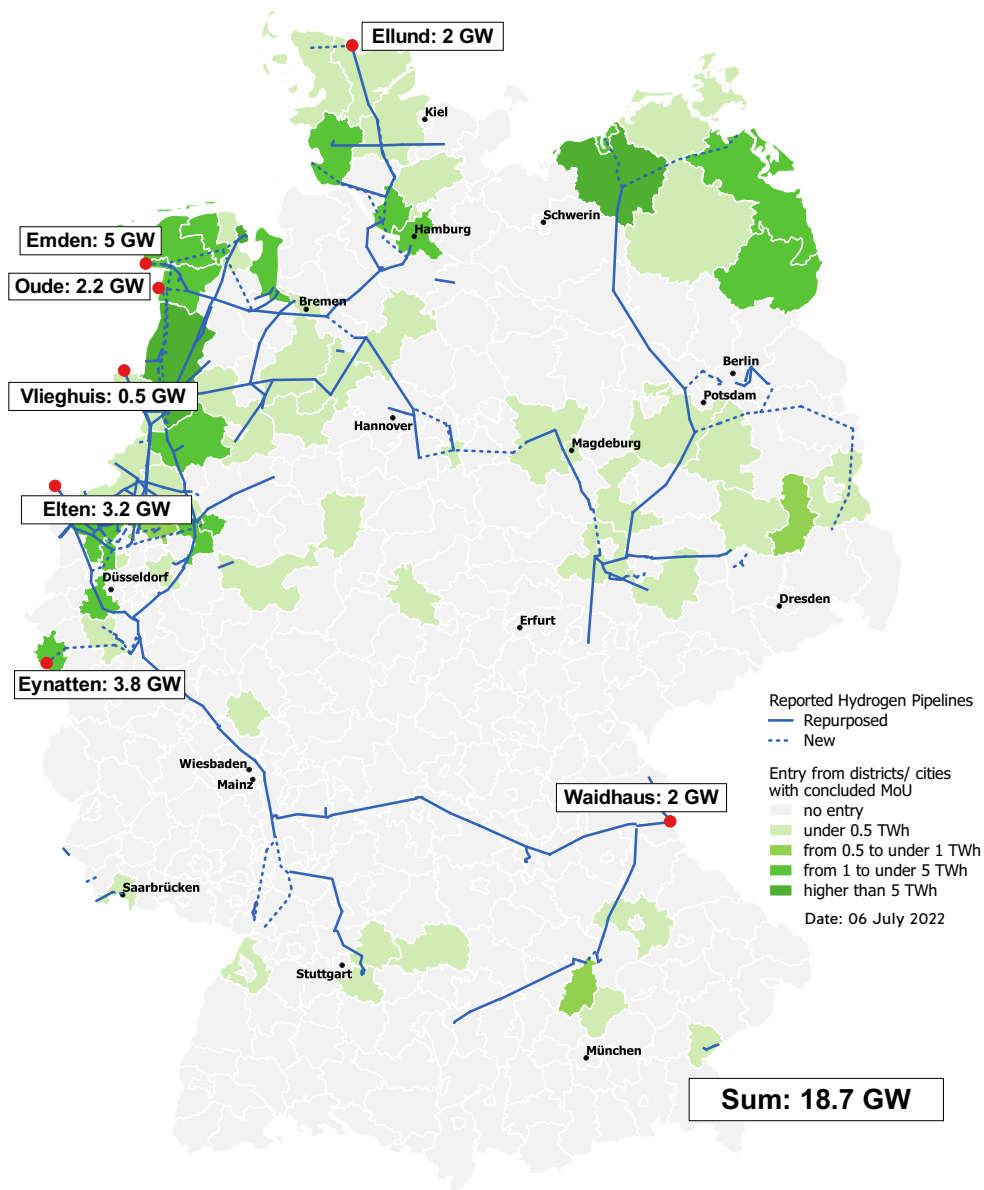 Ellund: 2 GW
Kiel
Schwerin
Hamburg
Emden: 5 GW
Oude: 2.2 GW
Bremen
Berlin
Vlieghuis: 0.5 GW
Potsdam
Hannover
Magdeburg
Elten: 3.2 GW
Düsseldorf
Dresden
Erfurt
Eynatten: 3.8 GW
Reported Hydrogen Pipelines
Repurposed
New
Wiesbaden
Mainz
Entry from districts/ cities
with concluded MoU
no entry
under 0.5 TWh
from 0.5 to under 1 TWh
from 1 to under 5 TWh
higher than 5 TWh
Date: 06 July 2022
Waidhaus: 2 GW
Saarbrücken
Stuttgart
München
Sum: 18.7 GW